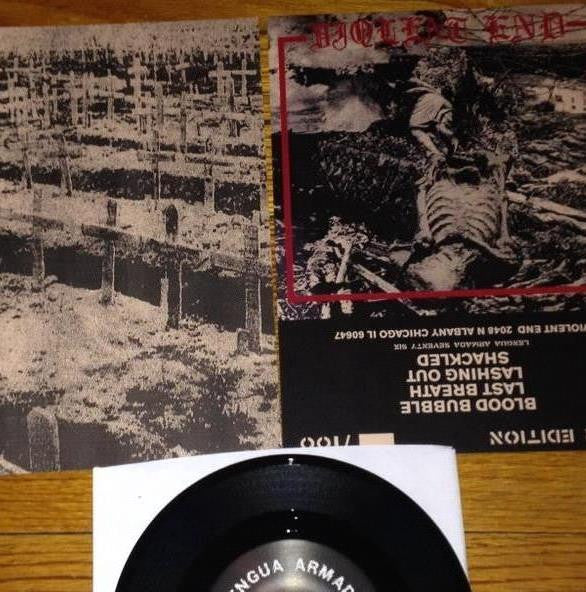 VIOLENT END
EDITION /100
BLOOD BUBBLE
LAST BREATH
LASHING OUT
SHACKLED
LENGUA ARMADA SEVENTY SIX
VIOLENT END 2048 N ALBANY CHICAGO IL 60647
ENGUA ARMAD